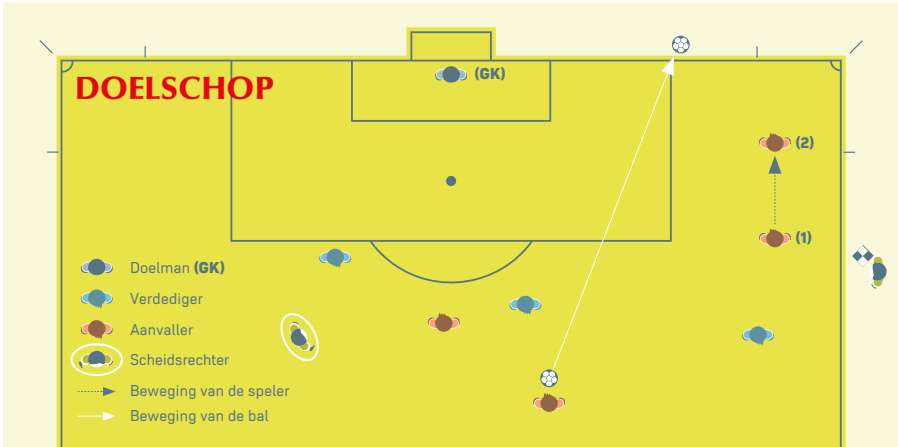 DOELSCHOP
(GK)
(2)
(1)
Doelman (GK)
Verdediger
Aanvaller
Scheidsrechter
Beweging van de speler
Beweging van de bal